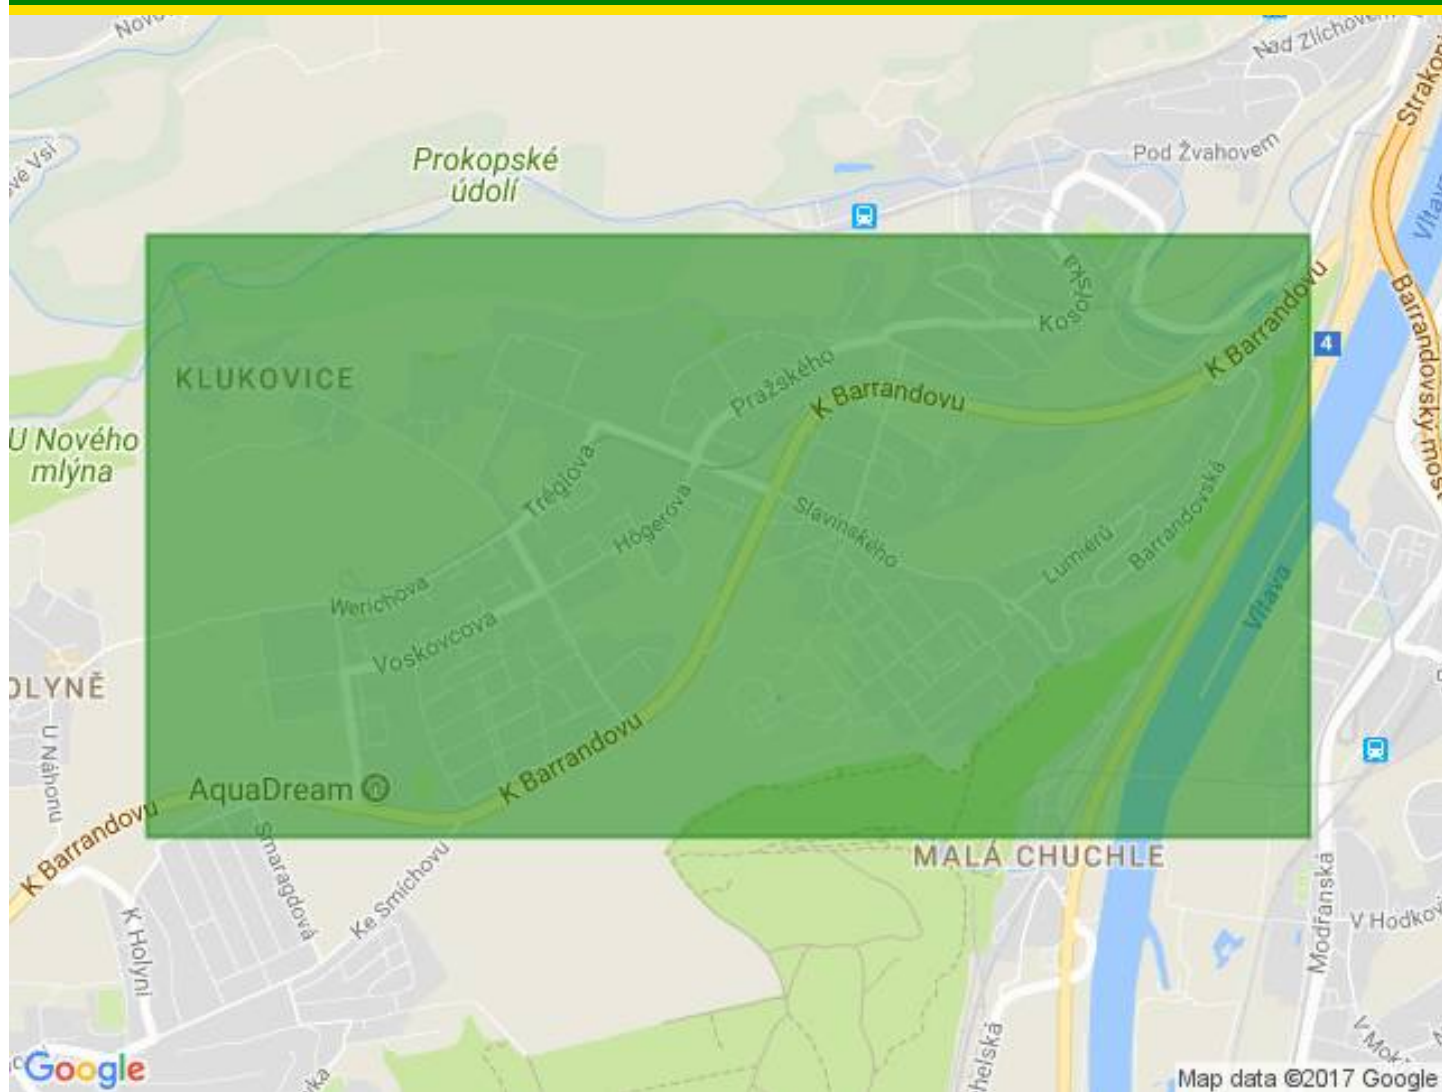 Nad Zlíchovem
Pod Žvahovem
Prokopské
údolí
Vltava
Kosořská
K Barrandovu
4
Barrandovský most
KLUKOVICE
Pražského
K Barrandovu
U Nového
mlýna
Tréglova
Högerova
Slavínského
Barrandovská
Lumiérů
Werichova
Voskovcova
Vltava
U Náhonu
AquaDream
K Barrandovu
K Barrandovu
Smaragdová
Ke Smíchovu
MALÁ CHUCHLE
K Holyni
Modřanská
Google
Map data ©2017 Google